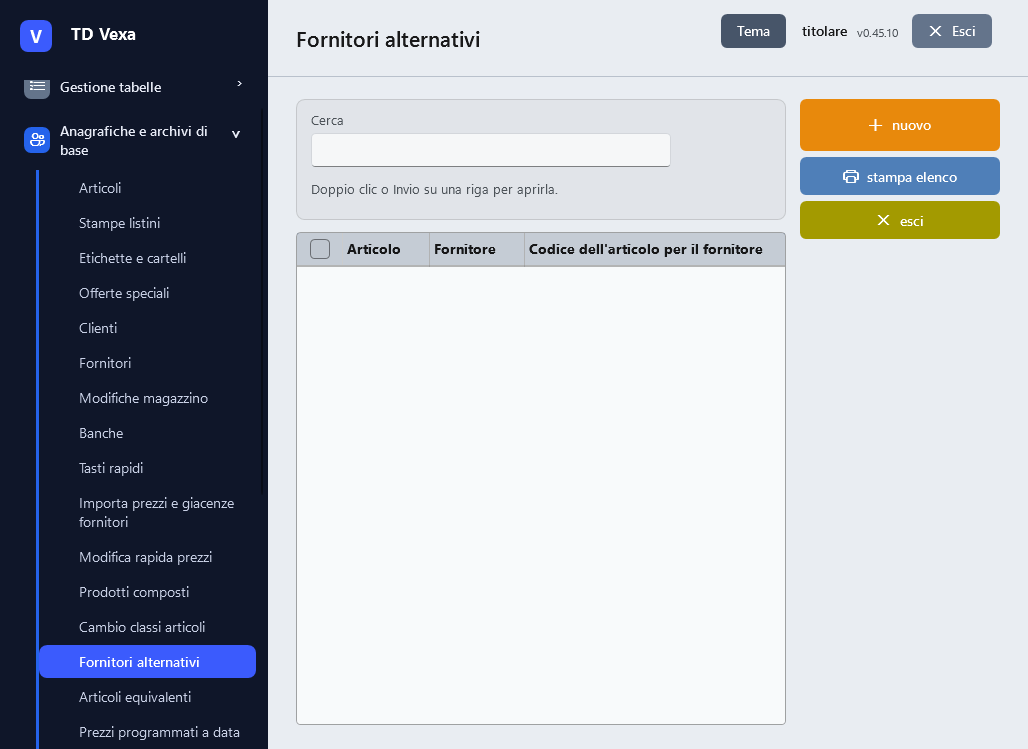 V TD Vexa
Gestione tabelle
Anagrafiche e archivi di
base
Articoli
Stampe listini
Etichette e cartelli
Offerte speciali
Clienti
Fornitori
Modifiche magazzino
Banche
Tasti rapidi
Importa prezzi e giacenze
fornitori
Modifica rapida prezzi
Prodotti composti
Cambio classi articoli
Fornitori alternativi
Articoli equivalenti
Prezzi programmati a data
Fornitori alternativi
Tema titolare v0.45.10 Esci
Cerca
Doppio clic o Invio su una riga per aprirla.
Articolo Fornitore Codice dell'articolo per il fornitore
nuovo
stampa elenco
esci